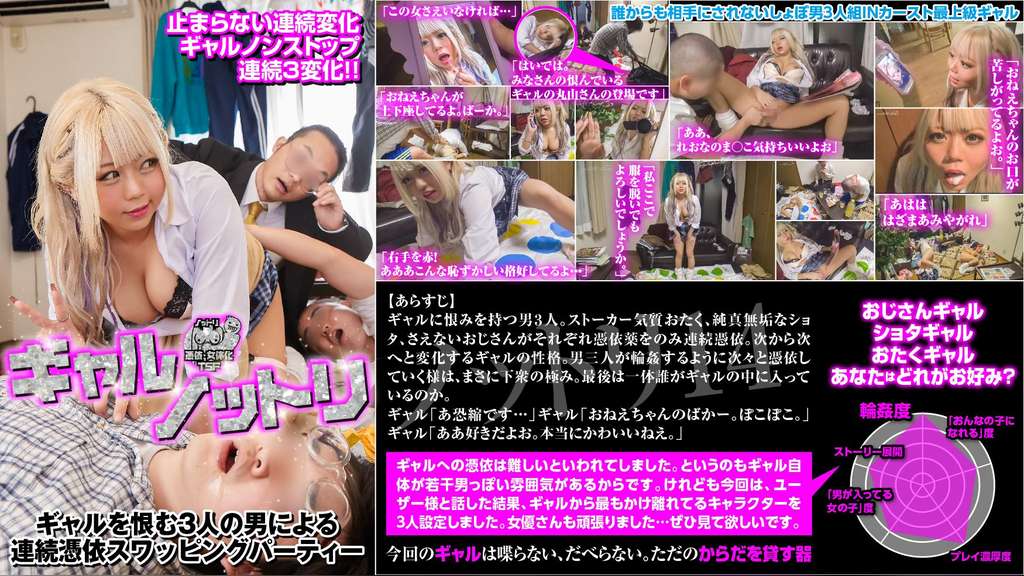 止まらない連続変化
ギャルノンストップ
連続3変化!!
ノットリ
憑依・女体化
TSF
ギャルノットリ
ギャルを恨む3人の男による
連続憑依スワッピングパーティー
誰からも相手にされないしょぼ男3人組INカースト最上級ギャル
「この女さえいなければ…」
「はいでは。
みなさんの恨んでいる
ギャルの丸山さんの登場です」
「おねえちゃんが
土下座してるよ。ばーか。」
「ああ、
れおなのま〇こ気持ちいいよお」
「おねえちゃんのお口が
苦しがってるよぉ。」
「右手を赤!
あああこんな恥ずかしい格好してるよ…」
「私ここで
服を脱いでも
よろしいでしょうか。」
「あははは
はざまあみやがれ」
【あらすじ】
ギャルに恨みを持つ男3人。ストーカー気質おたく、純真無垢なショ
タ、さえないおじさんがそれぞれ憑依薬をのみ連続憑依。次から次
へと変化するギャルの性格。男三人が輪姦するように次々と憑依
していく様は、まさに下衆の極み。最後は一体誰がギャルの中に入って
いるのか。
ギャル「あ恐縮です…」ギャル「おねえちゃんのばかー。ぽこぽこ。」
ギャル「ああ好きだよお。本当にかわいいねえ。」
ギャルへの憑依は難しいといわれてしました。というのもギャル自
体が若干男っぽい雰囲気があるからです。けれども今回は、ユー
ザー様と話した結果、ギャルから最もかけ離れてるキャラクターを
3人設定しました。女優さんも頑張りました…ぜひ見て欲しいです。
今回のギャルは喋らない、だべらない。ただのからだを貸す器
おじさんギャル
ショタギャル
おたくギャル
あなたはどれがお好み?
輪姦度
「おんなの子に
なれる」度
ストーリー展開
「男が入ってる
女の子」度
プレイ濃厚度